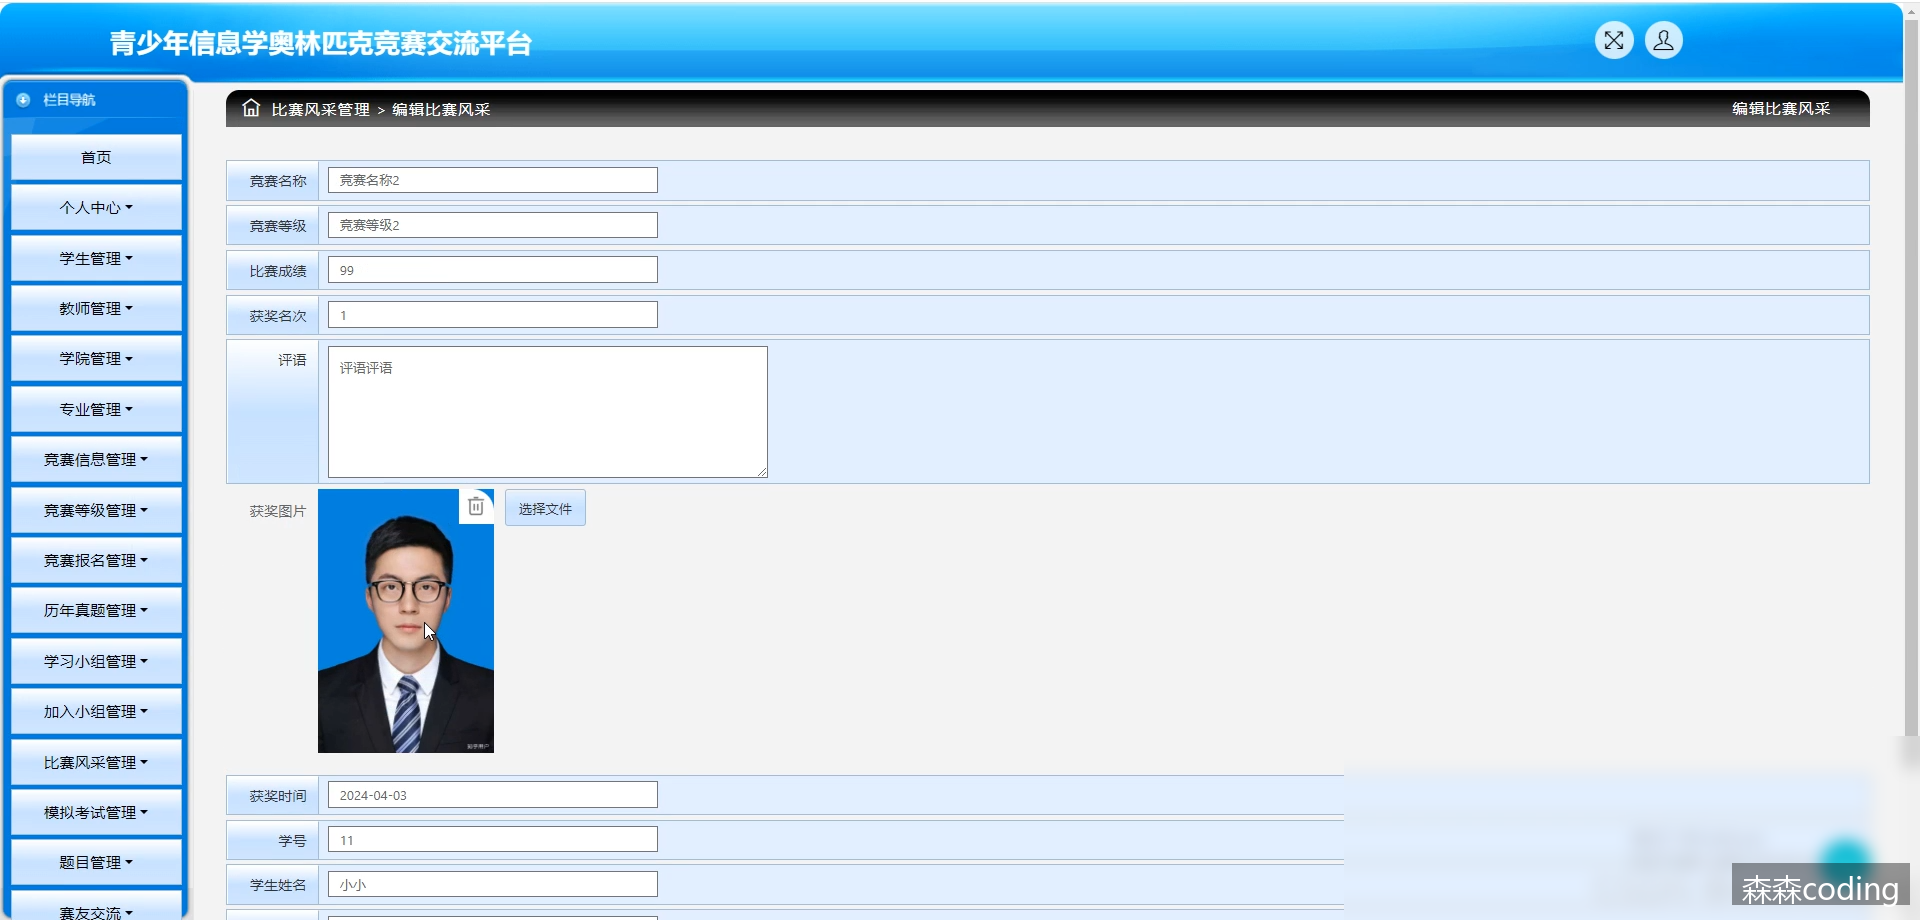 青少年信息学奥林匹克竞赛交流平台
栏目导航
首页
个人中心
学生管理
教师管理
学院管理
专业管理
竞赛信息管理
竞赛等级管理
竞赛报名管理
历年真题管理
学习小组管理
加入小组管理
比赛风采管理
模拟考试管理
题目管理
赛友交流
比赛风采管理 > 编辑比赛风采
编辑比赛风采
竞赛名称 竞赛名称2
竞赛等级 竞赛等级2
比赛成绩 99
获奖名次 1
评语 评语评语
获奖图片 选择文件
获奖时间 2024-04-03
学号 11
学生姓名 小小
森森coding